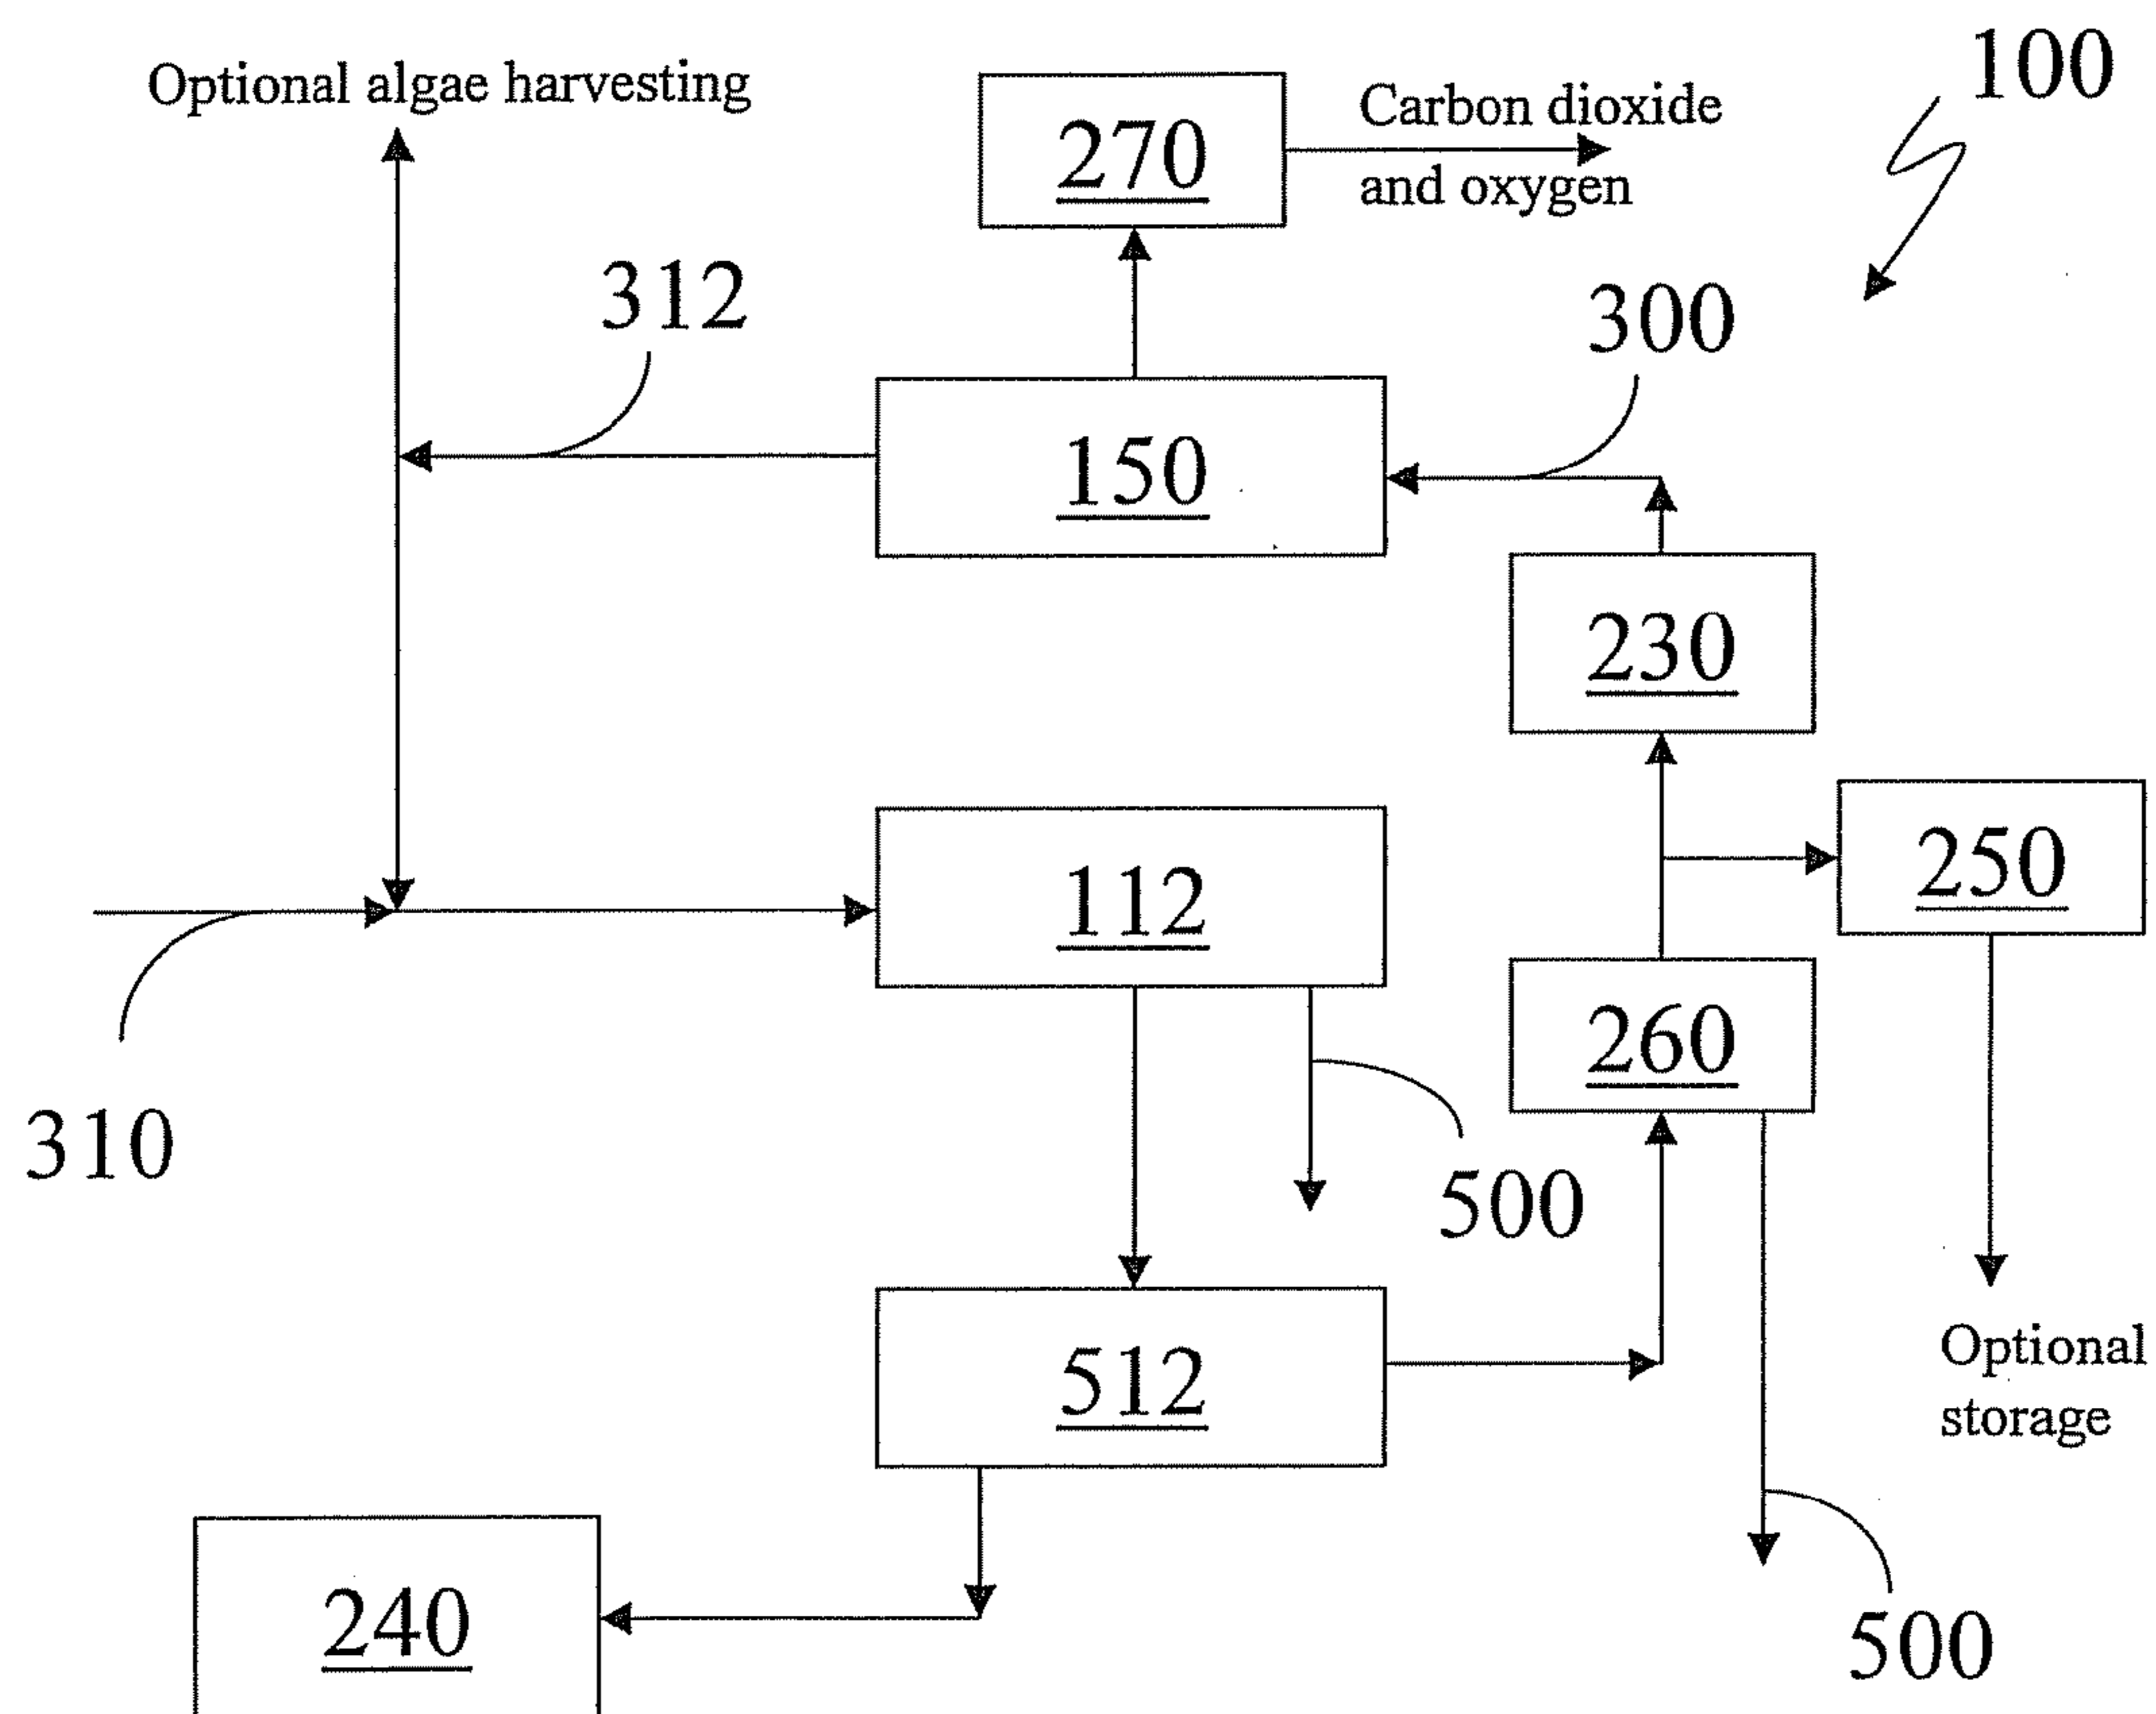 100
Optional algae harvesting
270
Carbon dioxide
and oxygen
312
300
150
230
250
112
260
310
500
512
Optional
storage
240
500